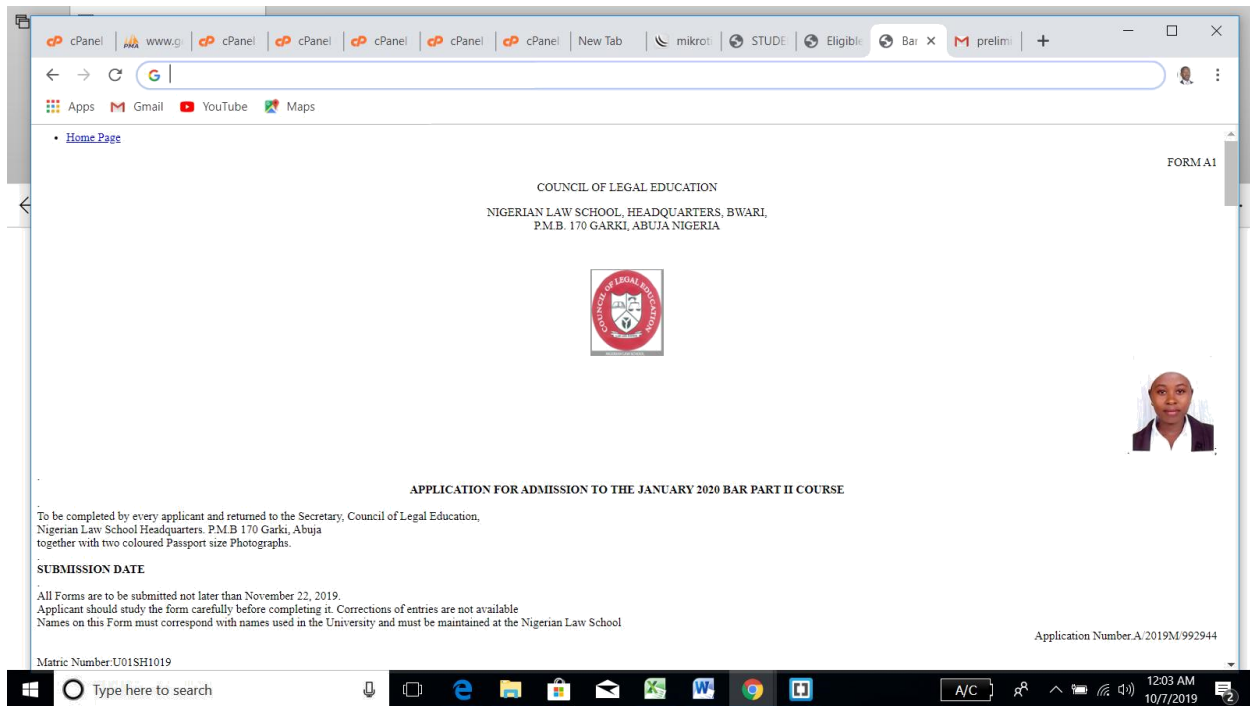 cPanel
www.g
cPanel
cPanel
cPanel
cPanel
cPanel
New Tab
mikroti
STUDE
Eligible
Bar
prelimi
Apps
Gmail
YouTube
Maps
Home Page
FORM A1
COUNCIL OF LEGAL EDUCATION
NIGERIAN LAW SCHOOL, HEADQUARTERS, BWARI,
P.M.B. 170 GARKI, ABUJA NIGERIA
COUNCIL OF LEGAL EDUCATION
APPLICATION FOR ADMISSION TO THE JANUARY 2020 BAR PART II COURSE
To be completed by every applicant and returned to the Secretary, Council of Legal Education,
Nigerian Law School Headquarters. P.M.B 170 Garki, Abuja
together with two coloured Passport size Photographs.
SUBMISSION DATE
All Forms are to be submitted not later than November 22, 2019.
Applicant should study the form carefully before completing it. Corrections of entries are not available
Names on this Form must correspond with names used in the University and must be maintained at the Nigerian Law School
Application Number.A/2019M/992944
Matric Number:U01SH1019
Type here to search
A/C
12:03 AM
10/7/2019
2